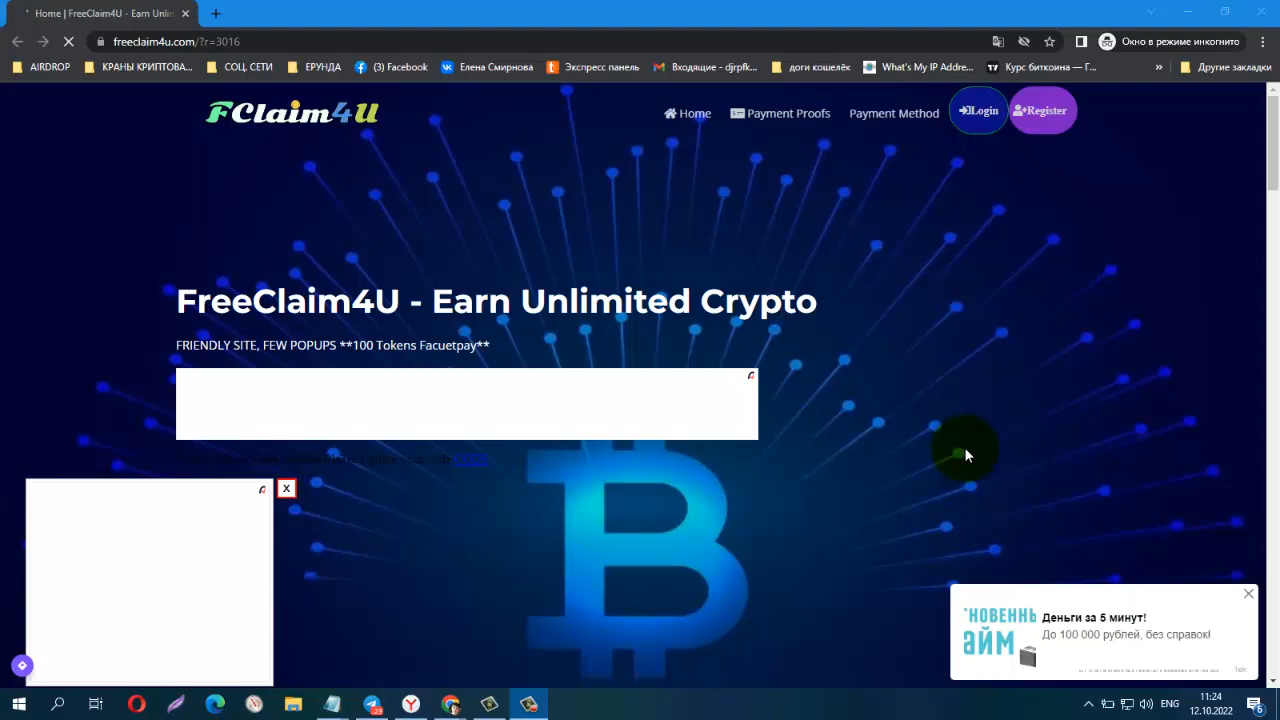 Home | FreeClaim4U - Earn Unlim
freeclaim4u.com/?r=3016
Окно в режиме инкогнито
AIRDROP
КРАНЫ КРИПТОВА...
СОЦ. СЕТИ
ЕРУНДА
(3) Facebook
Елена Смирнова
Экспресс панель
Входящие - djrpfk...
доги кошелёк
What's My IP Addre...
Курс биткоина — Г...
»
Другие закладки
FClaim4U
Home
Payment Proofs
Payment Method
Login
Register
FreeClaim4U - Earn Unlimited Crypto
FRIENDLY SITE, FEW POPUPS **100 Tokens Facuetpay**
X
Деньги за 5 минут!
До 100 000 рублей, без справок!
23
ENG
11:24
12.10.2022
6